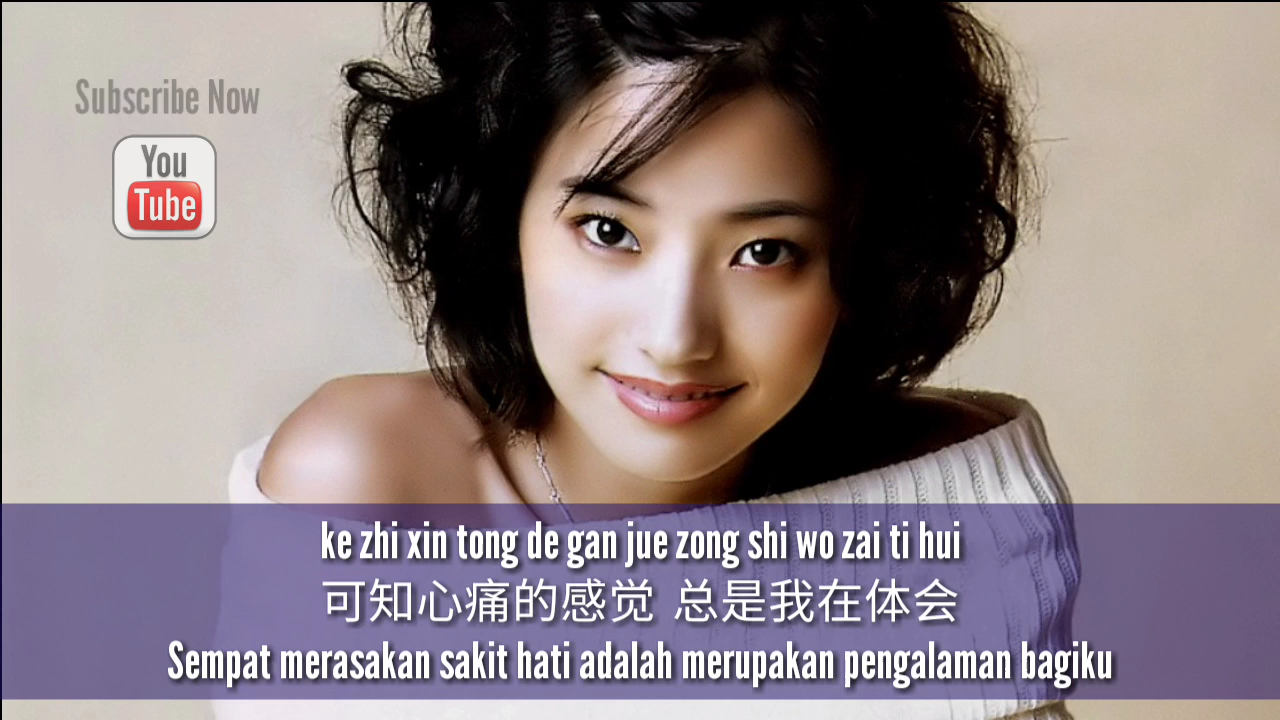 Subscribe Now
You
Tube
ke zhi xin tong de gan jue zong shi wo zai ti hui
可知心痛的感觉 总是我在体会
Sempat merasakan sakit hati adalah merupakan pengalaman bagiku